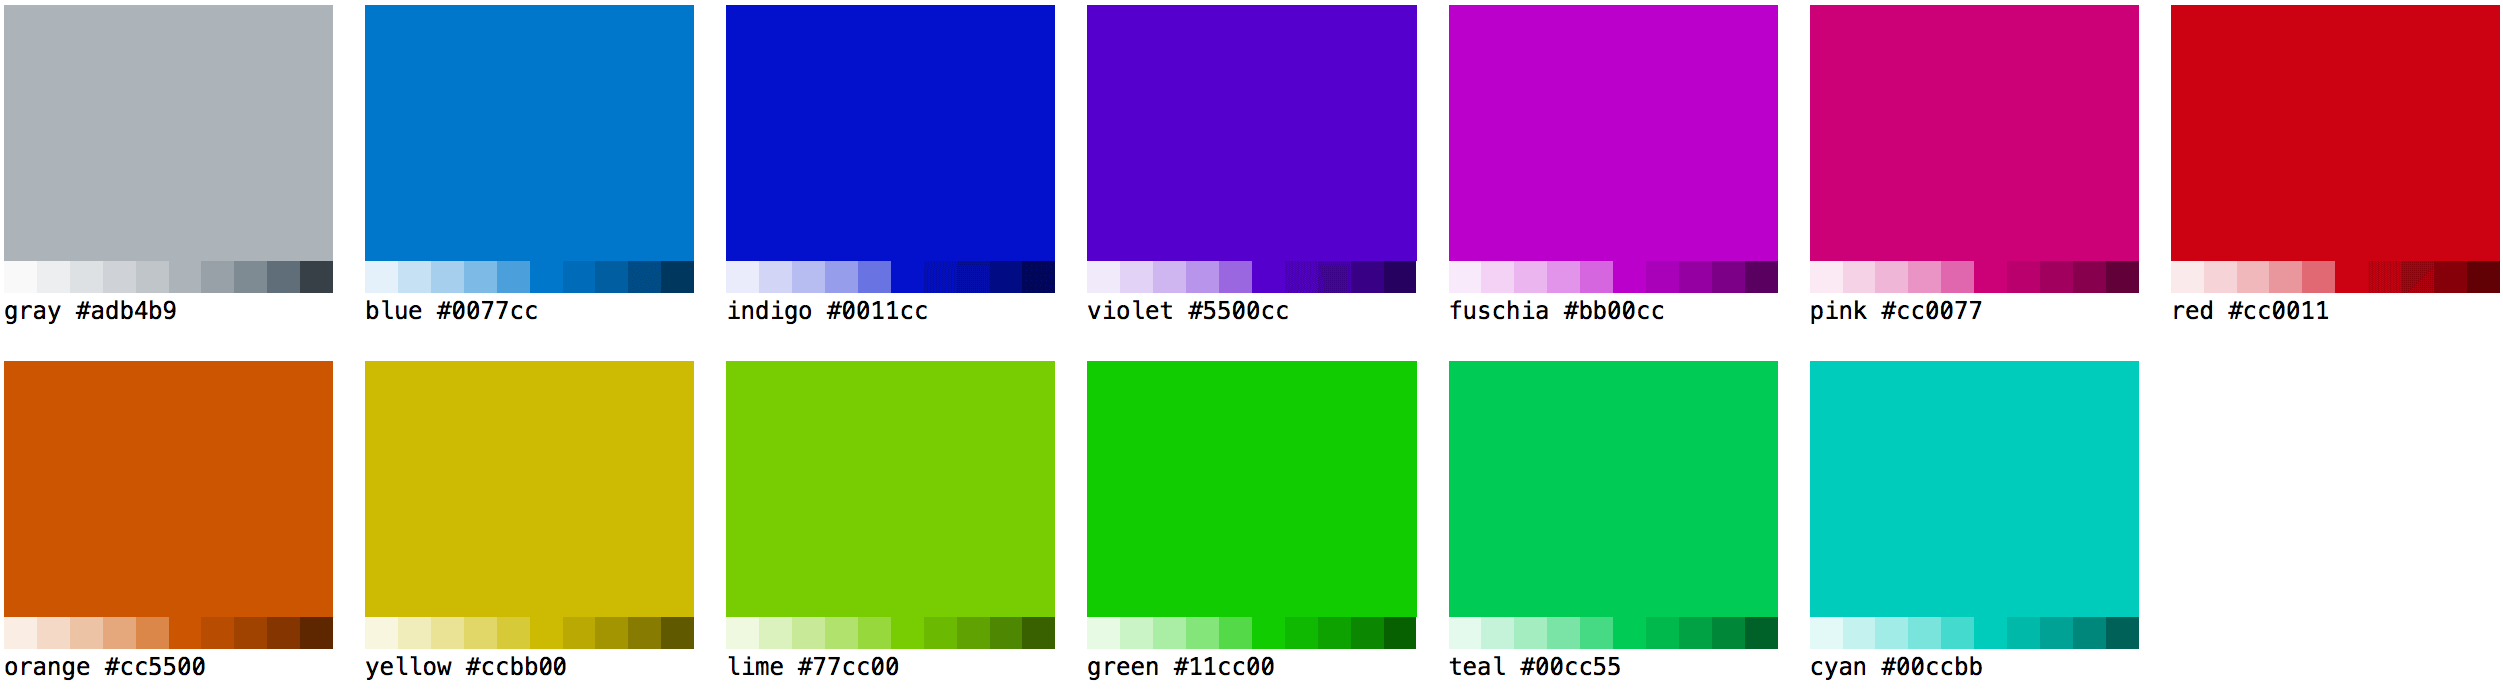 gray #adb4b9
blue #0077cc
indigo #0011cc
violet #5500cc
fuschia #bb00cc
pink #cc0077
red #cc0011
orange #cc5500
yellow #ccbb00
lime #77cc00
green #11cc00
teal #00cc55
cyan #00ccbb